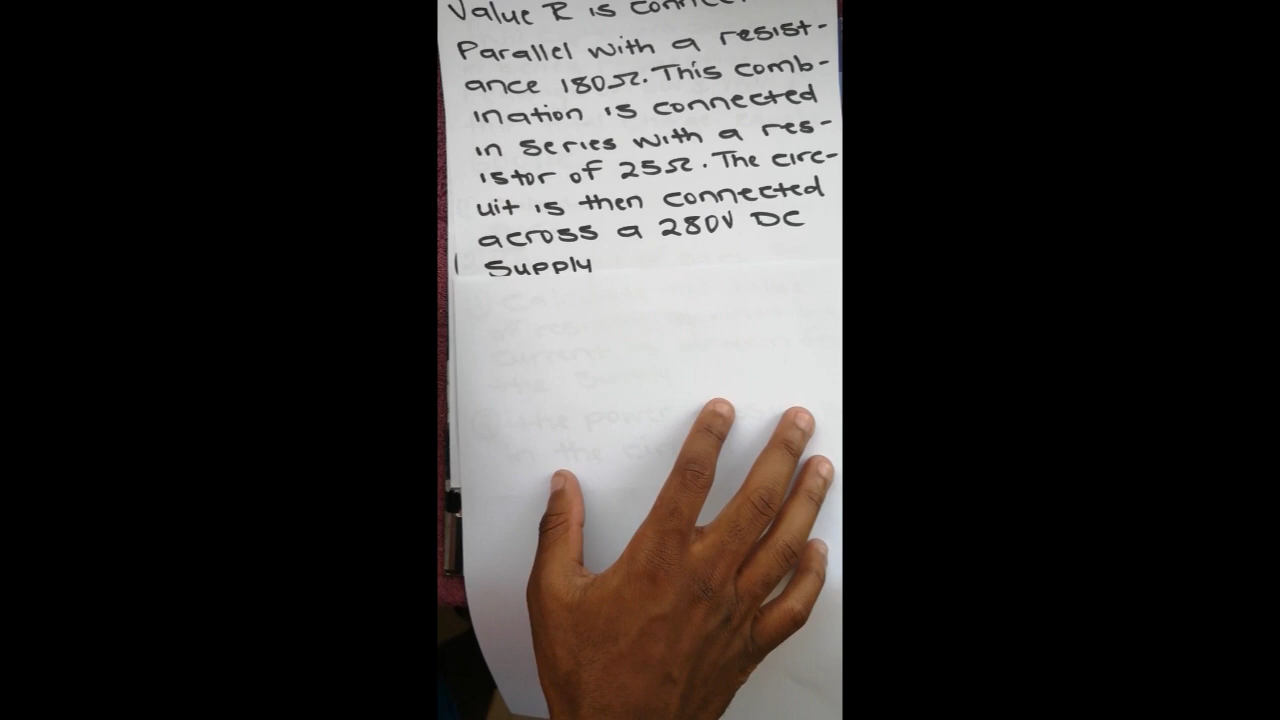 Value R is
Parallel with a resist-
ance 180Ω. This comb-
ination is connected
in series with a res-
istor of 25Ω. The circ-
uit is then connected
across a 280V DC
Supply